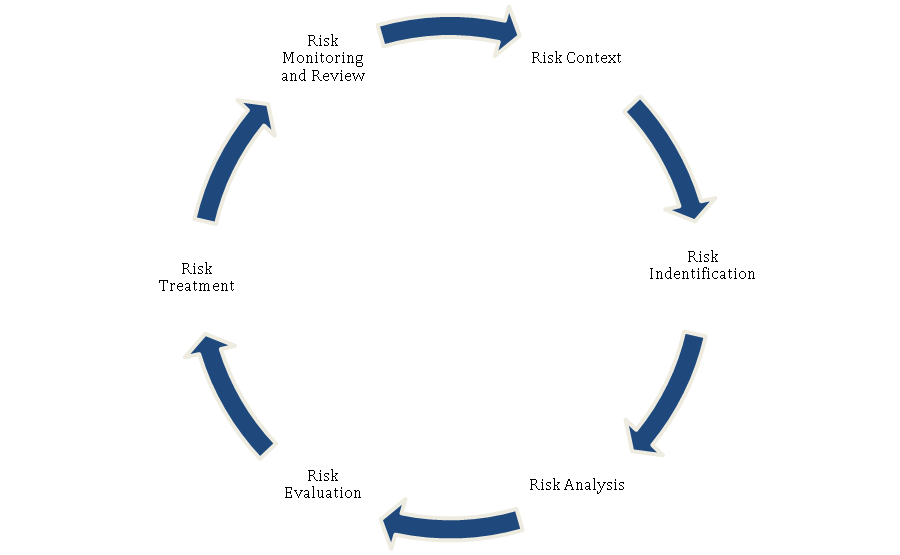 Risk
Monitoring
and Review
Risk Context
Risk
Indentification
Risk Analysis
Risk
Evaluation
Risk
Treatment